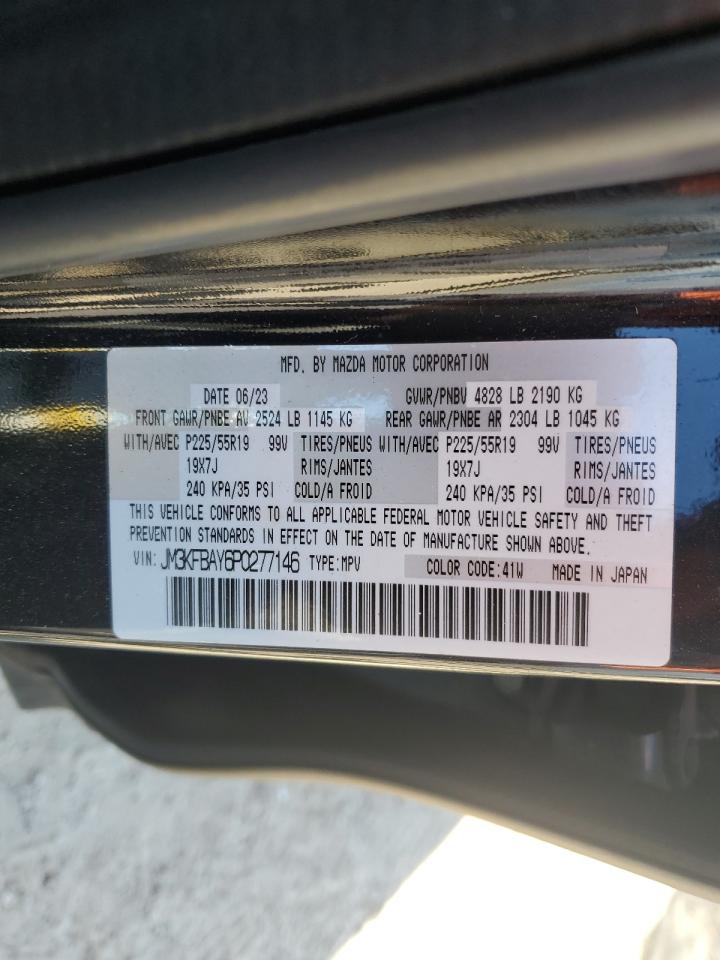 MFD. BY MAZDA MOTOR CORPORATION
DATE 06/23 GVWR/PNBV 4828 LB 2190 KG
FRONT GAWR/PNBE AV 2524 LB 1145 KG REAR GAWR/PNBE AR 2304 LB 1045 KG
WITH/AVEC P225/55R19 99V TIRES/PNEUS WITH/AVEC P225/55R19 99V TIRES/PNEUS
19X7J RIMS/JANTES 19X7J RIMS/JANTES
240 KPA/35 PSI COLD/A FROID 240 KPA/35 PSI COLD/A FROID
THIS VEHICLE CONFORMS TO ALL APPLICABLE FEDERAL MOTOR VEHICLE SAFETY AND THEFT
PREVENTION STANDARDS IN EFFECT ON THE DATE OF MANUFACTURE SHOWN ABOVE.
VIN: JM3KFBAY6P0277146 TYPE:MPV COLOR CODE:41W MADE IN JAPAN